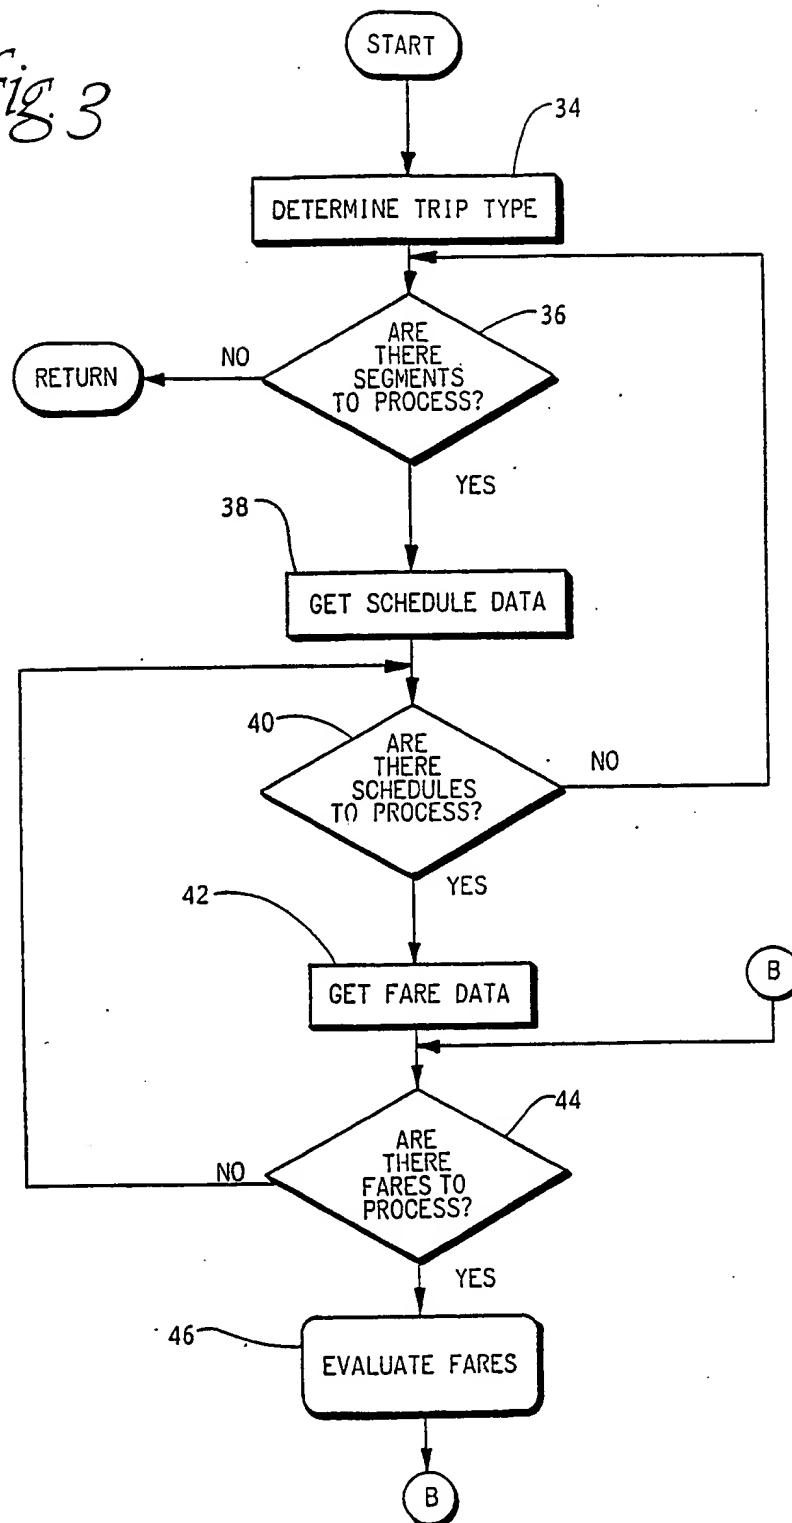 Fig. 3
START
34
DETERMINE TRIP TYPE
36
ARE
THERE
SEGMENTS
TO PROCESS?
NO
RETURN
YES
38
GET SCHEDULE DATA
40
ARE
THERE
SCHEDULES
TO PROCESS?
NO
YES
42
GET FARE DATA
B
44
ARE
THERE
FARES TO
PROCESS?
NO
YES
46
EVALUATE FARES
B